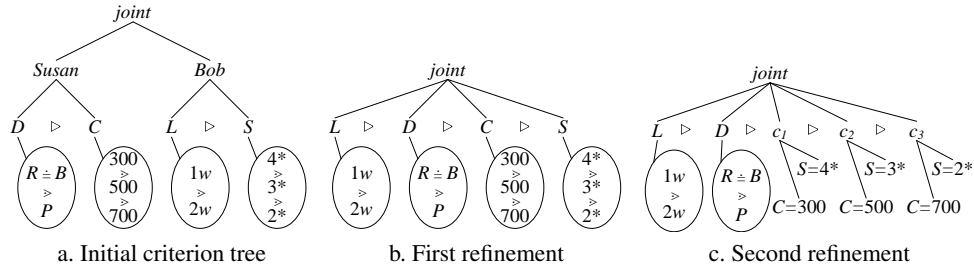 joint
Susan Bob
D ▷ C L ▷ S
R ≐ B 300 1w 4*
⋗ ⋗ ⋗ ⋗
P 500 2w 3*
⋗ ⋗
700 2*
a. Initial criterion tree
joint
L ▷ D ▷ C ▷ S
1w R ≐ B 300 4*
⋗ ⋗ ⋗ ⋗
2w P 500 3*
⋗ ⋗
700 2*
b. First refinement
joint
L ▷ D ▷ c1 ▷ c2 ▷ c3
1w R ≐ B S=4* S=3* S=2*
⋗ ⋗
2w P C=300 C=500 C=700
c. Second refinement